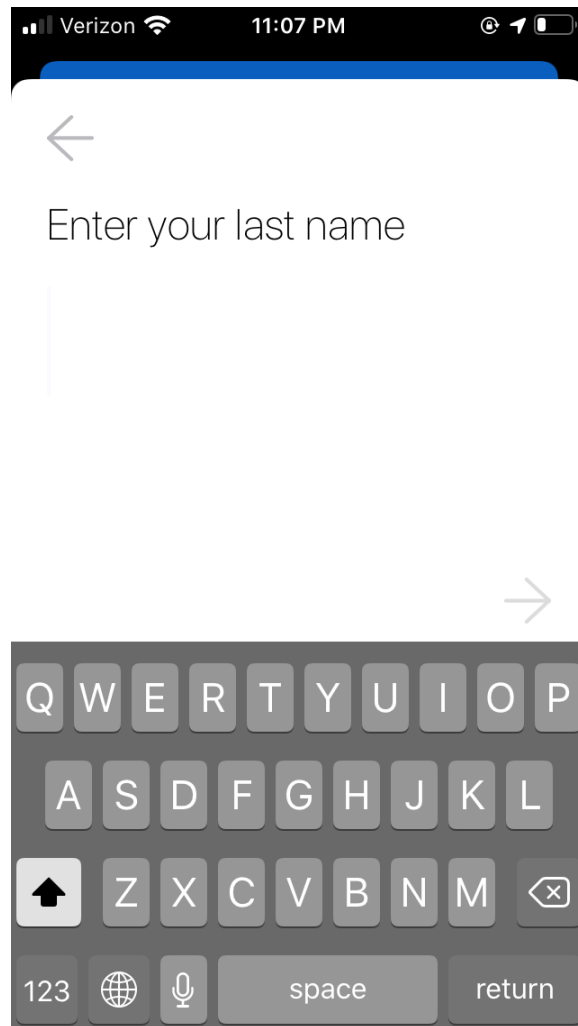 Verizon 11:07 PM
Enter your last name
Q W E R T Y U I O P
A S D F G H J K L
Z X C V B N M
123 space return